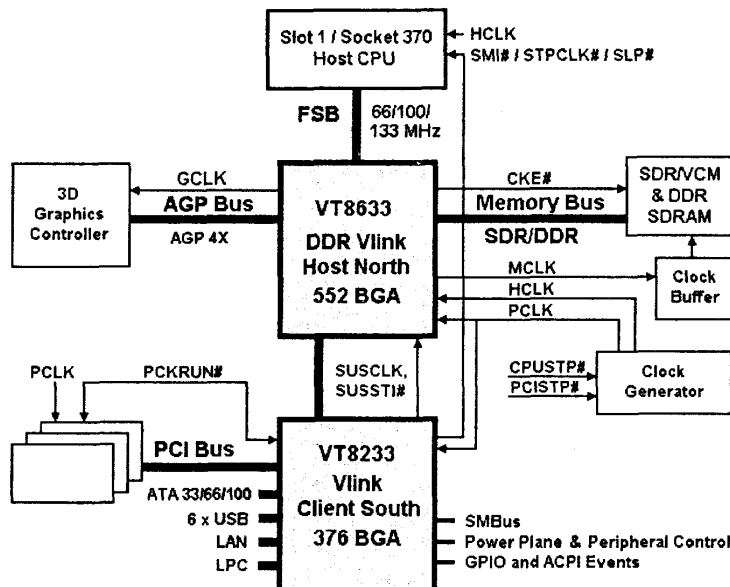 Slot 1 / Socket 370
Host CPU
HCLK
SMI# / STPCLK# / SLP#
FSB
66/100/
133 MHz
3D
Graphics
Controller
GCLK
AGP Bus
AGP 4X
VT8633
DDR Vlink
Host North
552 BGA
CKE#
Memory Bus
SDR/DDR
SDR/VCM
& DDR
SDRAM
MCLK
HCLK
PCLK
Clock
Buffer
CPUSTP#
PCISTP#
Clock
Generator
SUSCLK,
SUSSTI#
PCLK
PCKRUN#
PCI Bus
VT8233
Vlink
Client South
376 BGA
ATA 33/66/100
6 x USB
LAN
LPC
SMBus
Power Plane & Peripheral Control
GPIO and ACPI Events